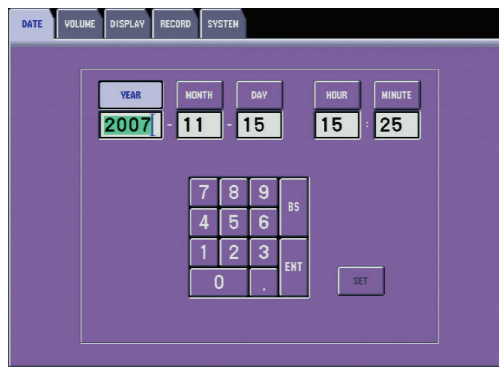 DATE VOLUME DISPLAY RECORD SYSTEM
YEAR MONTH DAY HOUR MINUTE
2007 - 11 - 15 15 : 25
7 8 9 BS
4 5 6
1 2 3 ENT
0 .
SET